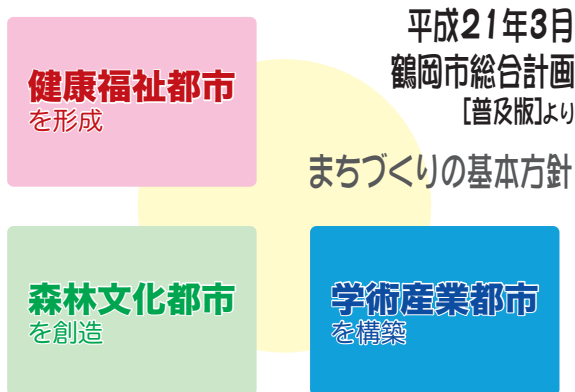 平成21年3月
鶴岡市総合計画
[普及版]より
まちづくりの基本方針
健康福祉都市
を形成
森林文化都市
を創造
学術産業都市
を構築